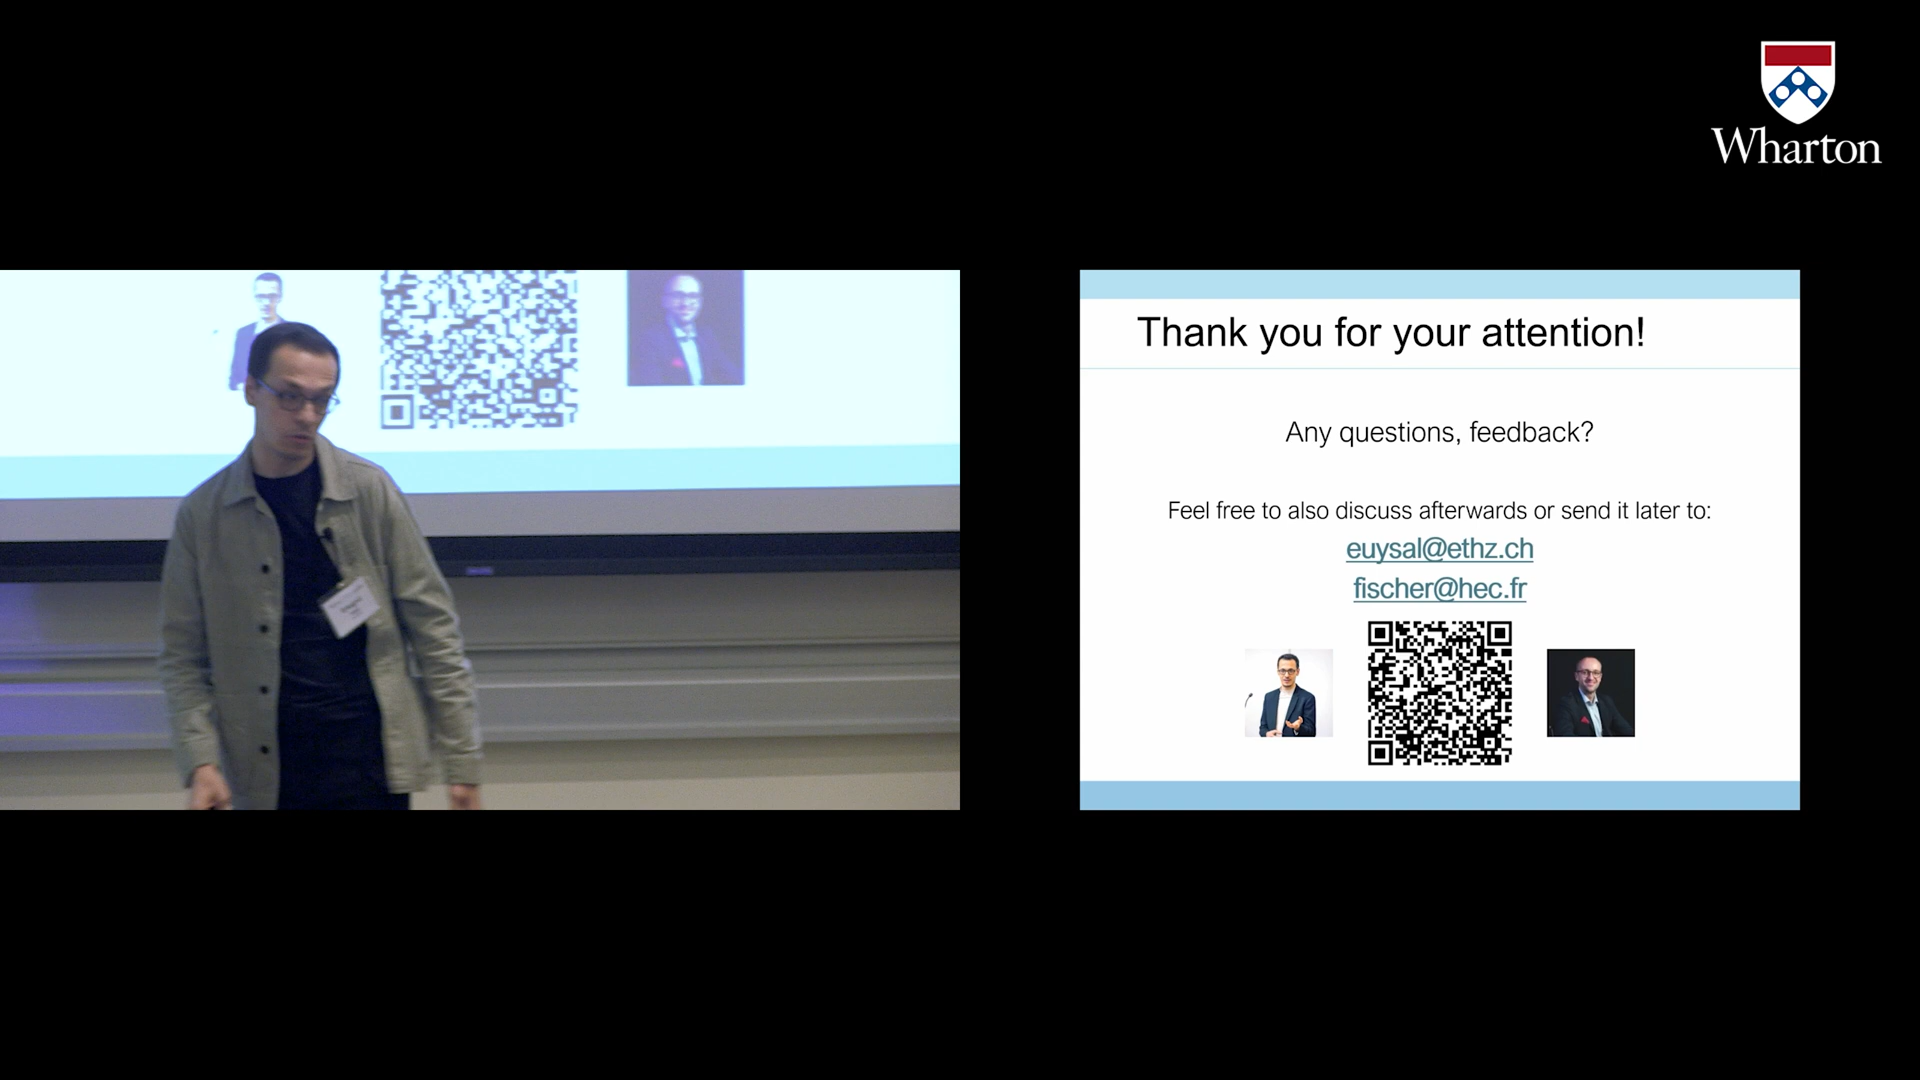 Wharton
Thank you for your attention!
Any questions, feedback?
Feel free to also discuss afterwards or send it later to:
euysal@ethz.ch
fischer@hec.fr